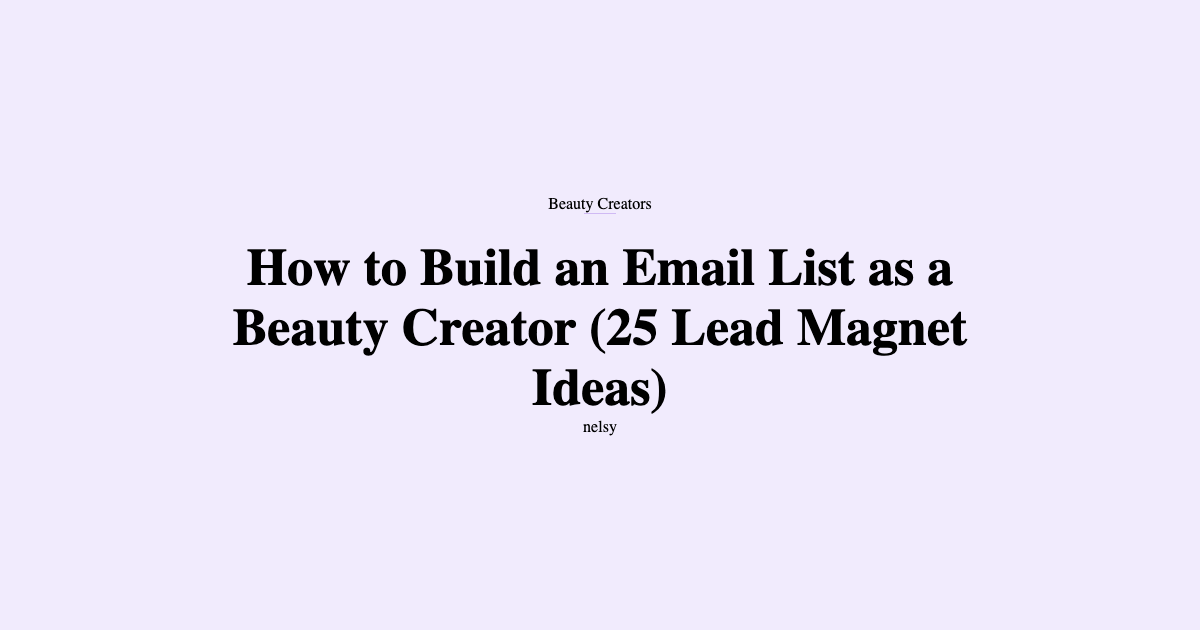 Beauty Creators
How to Build an Email List as a
Beauty Creator (25 Lead Magnet
Ideas)
nelsy